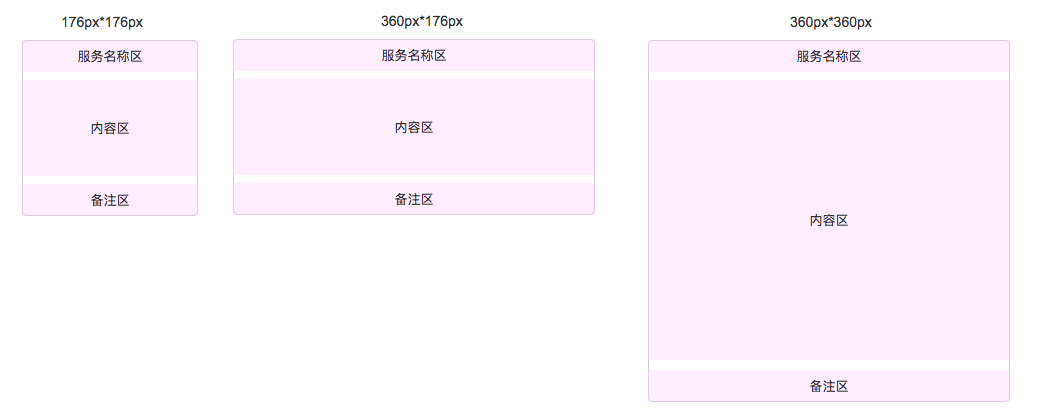 176px*176px
服务名称区
内容区
备注区
360px*176px
服务名称区
内容区
备注区
360px*360px
服务名称区
内容区
备注区